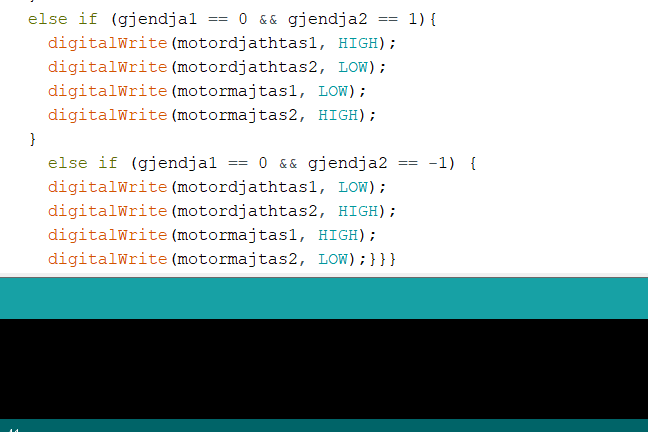 else if (gjendja1 == 0 && gjendja2 == 1){
digitalWrite(motordjathtas1, HIGH);
digitalWrite(motordjathtas2, LOW);
digitalWrite(motormajtas1, LOW);
digitalWrite(motormajtas2, HIGH);
}
else if (gjendja1 == 0 && gjendja2 == -1) {
digitalWrite(motordjathtas1, LOW);
digitalWrite(motordjathtas2, HIGH);
digitalWrite(motormajtas1, HIGH);
digitalWrite(motormajtas2, LOW);}}}